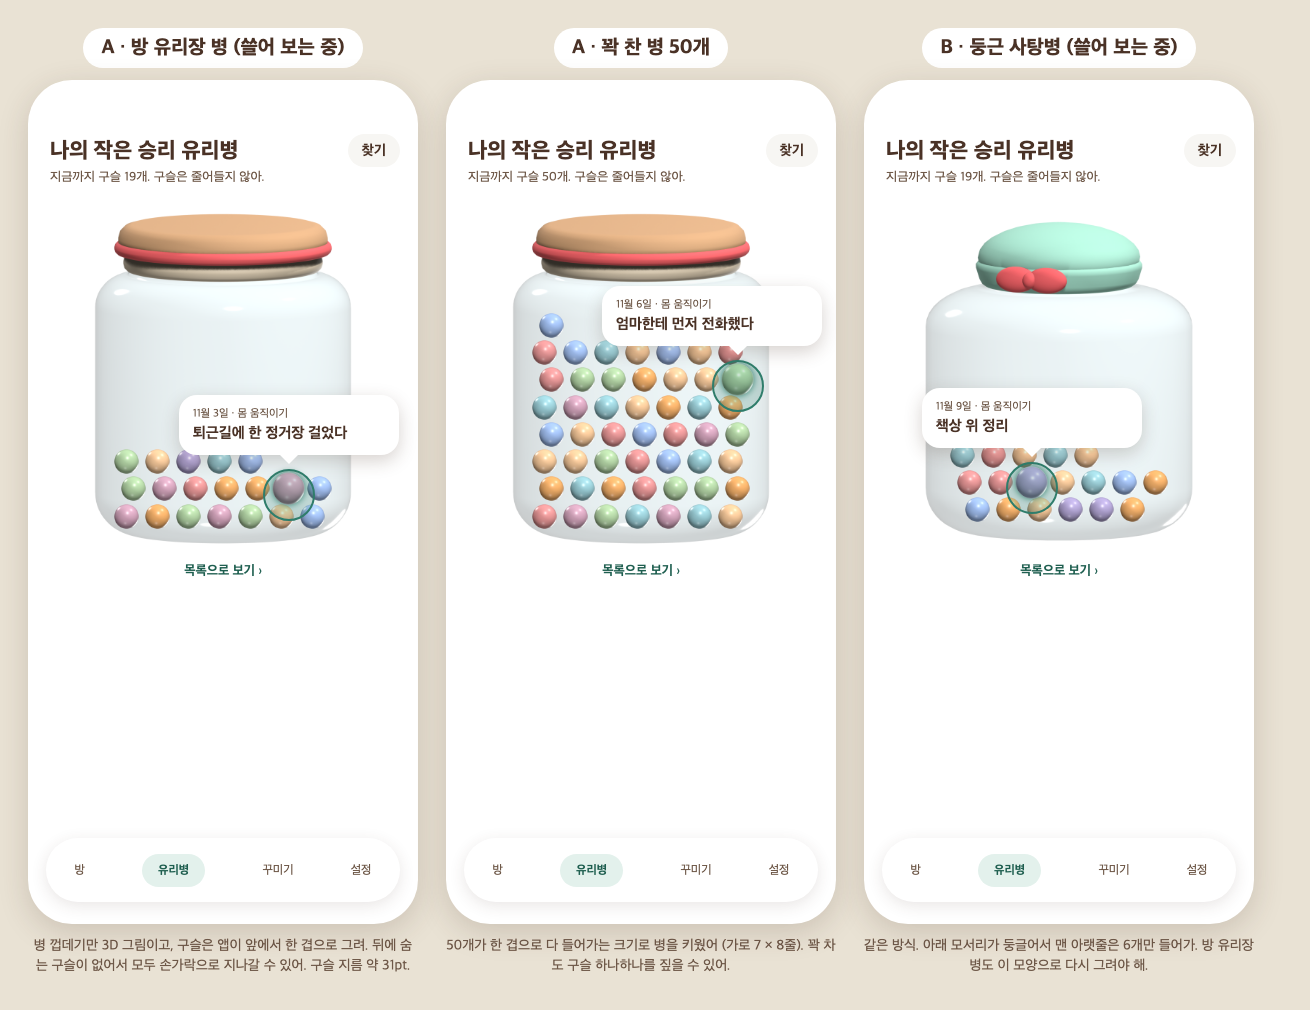 A · 방 유리장 병 (쓸어 보는 중)
나의 작은 승리 유리병
찾기
지금까지 구슬 19개. 구슬은 줄어들지 않아.
11월 3일 · 몸 움직이기
퇴근길에 한 정거장 걸었다
목록으로 보기 ›
방
유리병
꾸미기
설정
병 껍데기만 3D 그림이고, 구슬은 앱이 앞에서 한 겹으로 그려. 뒤에 숨
는 구슬이 없어서 모두 손가락으로 지나갈 수 있어. 구슬 지름 약 31pt.
A · 꽉 찬 병 50개
나의 작은 승리 유리병
찾기
지금까지 구슬 50개. 구슬은 줄어들지 않아.
11월 6일 · 몸 움직이기
엄마한테 먼저 전화했다
목록으로 보기 ›
방
유리병
꾸미기
설정
50개가 한 겹으로 다 들어가는 크기로 병을 키웠어 (가로 7 × 8줄). 꽉 차
도 구슬 하나하나를 짚을 수 있어.
B · 둥근 사탕병 (쓸어 보는 중)
나의 작은 승리 유리병
찾기
지금까지 구슬 19개. 구슬은 줄어들지 않아.
11월 9일 · 몸 움직이기
책상 위 정리
목록으로 보기 ›
방
유리병
꾸미기
설정
같은 방식. 아래 모서리가 둥글어서 맨 아랫줄은 6개만 들어가. 방 유리장
병도 이 모양으로 다시 그려야 해.